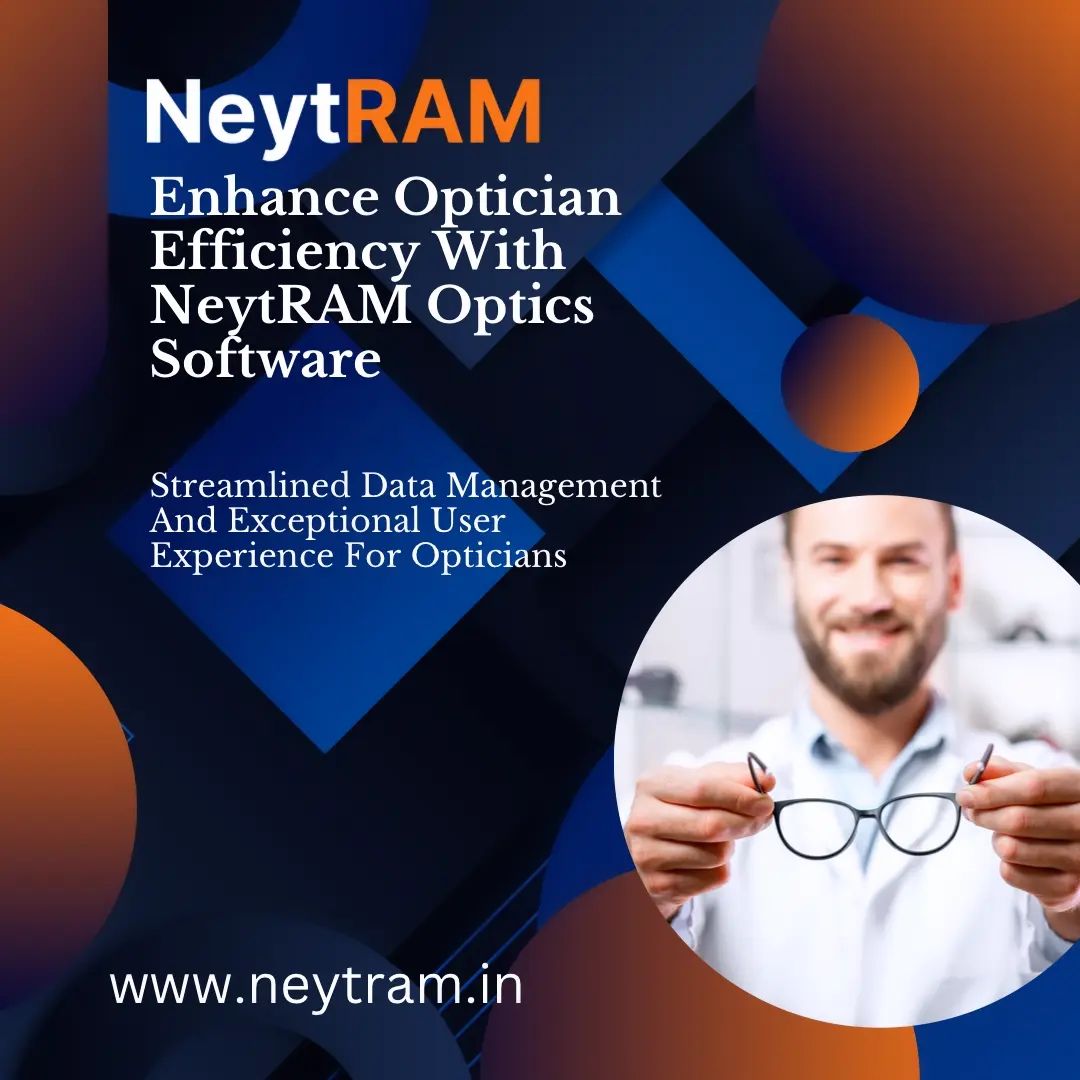 NeytRAM
Enhance Optician
Efficiency With
NeytRAM Optics
Software
Streamlined Data Management
And Exceptional User
Experience For Opticians
www.neytram.in